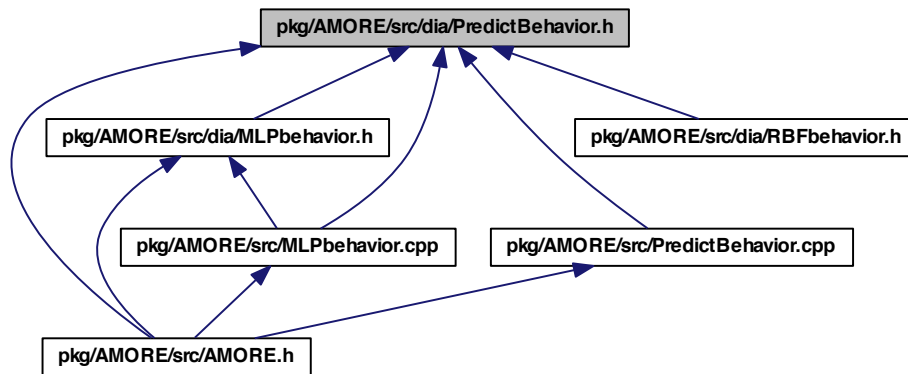 pkg/AMORE/src/dia/PredictBehavior.h
pkg/AMORE/src/dia/MLPbehavior.h
pkg/AMORE/src/dia/RBFbehavior.h
pkg/AMORE/src/MLPbehavior.cpp
pkg/AMORE/src/PredictBehavior.cpp
pkg/AMORE/src/AMORE.h